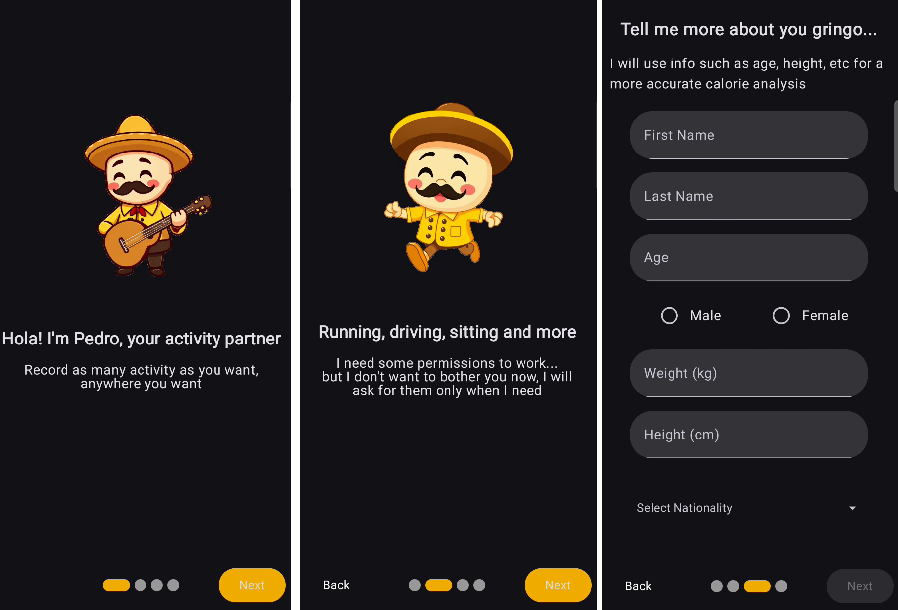 Hola! I'm Pedro, your activity partner
Record as many activity as you want,
anywhere you want
Next
Running, driving, sitting and more
I need some permissions to work...
but I don't want to bother you now, I will
ask for them only when I need
Back
Next
Tell me more about you gringo...
I will use info such as age, height, etc for a
more accurate calorie analysis
First Name
Last Name
Age
Male
Female
Weight (kg)
Height (cm)
Select Nationality
Back
Next